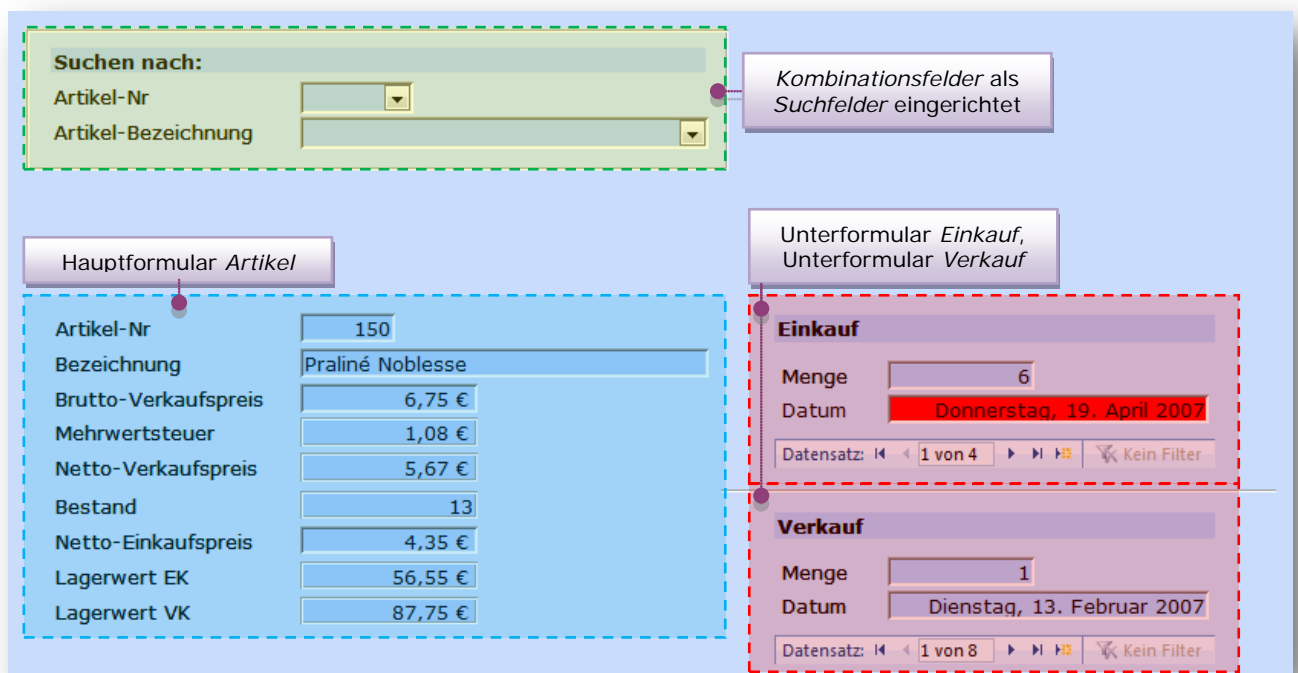 Suchen nach:
Artikel-Nr
Artikel-Bezeichnung
Kombinationsfelder als
Suchfelder eingerichtet
Hauptformular Artikel
Unterformular Einkauf,
Unterformular Verkauf
Artikel-Nr 150
Bezeichnung Praliné Noblesse
Brutto-Verkaufspreis 6,75 €
Mehrwertsteuer 1,08 €
Netto-Verkaufspreis 5,67 €
Bestand 13
Netto-Einkaufspreis 4,35 €
Lagerwert EK 56,55 €
Lagerwert VK 87,75 €
Einkauf
Menge 6
Datum Donnerstag, 19. April 2007
Datensatz: 1 von 4 Kein Filter
Verkauf
Menge 1
Datum Dienstag, 13. Februar 2007
Datensatz: 1 von 8 Kein Filter